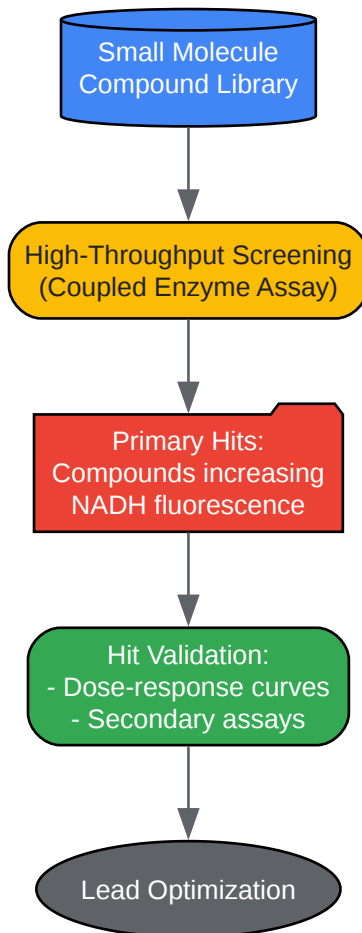 Small Molecule
Compound Library
High-Throughput Screening
(Coupled Enzyme Assay)
Primary Hits:
Compounds increasing
NADH fluorescence
Hit Validation:
- Dose-response curves
- Secondary assays
Lead Optimization